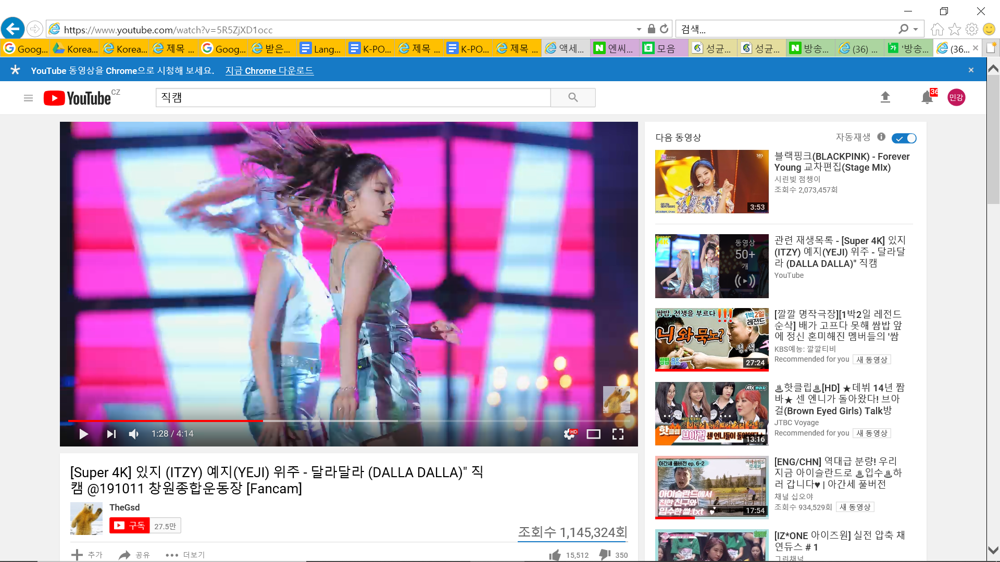 https://www.youtube.com/watch?v=5R5ZjXD1occ
검색...
Goog...
Korea...
Korea...
제목 ...
Goog...
받은...
Lang...
K-PO...
제목 ...
K-PO...
제목 ...
액세...
엔씨...
모음
성균...
성균...
방송...
(36) ...
'방송...
(36...
YouTube 동영상을 Chrome으로 시청해 보세요. 지금 Chrome 다운로드
YouTube CZ
직캠
36
민강
1:28 / 4:14
HD
[Super 4K] 있지 (ITZY) 예지(YEJI) 위주 - 달라달라 (DALLA DALLA)" 직
캠 @191011 창원종합운동장 [Fancam]
TheGsd
구독 27.5만
조회수 1,145,324회
추가 공유 더보기
15,512 350
다음 동영상
자동재생
SBS
3:53
블랙핑크(BLACKPINK) - Forever
Young 교차편집(Stage MIx)
시린빛 점챙이
조회수 2,073,457회
Super
4K
동영상
50+
개
관련 재생목록 - [Super 4K] 있지
(ITZY) 예지(YEJI) 위주 - 달라달
라 (DALLA DALLA)" 직캠
YouTube
쌈밥, 전쟁을 부르다!!!
1박2일
레전드
니 와 묵노?
정.색.
쌈밥
27:24
[깔깔 명작극장][1박2일 레전드
순삭] 배가 고프다 못해 쌈밥 앞
에 정신 혼미해진 멤버들의 '쌈
KBS예능: 깔깔티비
Recommended for you 새 동영상
jtbc 봐야지
핫클립
브아걸 센 언니들이 돌아왔다
13:16
♨핫클립♨[HD] ★데뷔 14년 짬
바★ 센 언니가 돌아왔다! 브아
걸(Brown Eyed Girls) Talk방
JTBC Voyage
Recommended for you 새 동영상
아간세 풀버전 ep. 6-2
아이슬란드에서
친한 친구와
입수한 썰.txt
17:54
[ENG/CHN] 역대급 분량! 우리
지금 아이슬란드로 ♨입수♨하
러 갑니다♥ | 아간세 풀버전
채널 십오야
조회수 934,529회 새 동영상
[IZ*ONE 아이즈원] 실전 압축 채
연듀스 # 1
그린채널